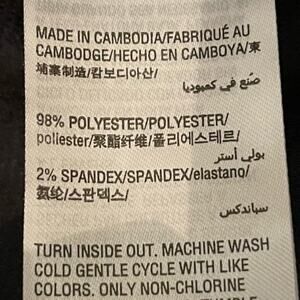 MADE IN CAMBODIA/FABRIQUÉ AU
CAMBODGE/HECHO EN CAMBOYA/東
埔寨制造/캄보디아산/
صنع في كمبوديا
98% POLYESTER/POLYESTER/
poliester/聚酯纤维/폴리에스테르/
بولي أستر
2% SPANDEX/SPANDEX/elastano/
氨纶/스판덱스/
سباندكس
TURN INSIDE OUT. MACHINE WASH
COLD GENTLE CYCLE WITH LIKE
COLORS. ONLY NON-CHLORINE